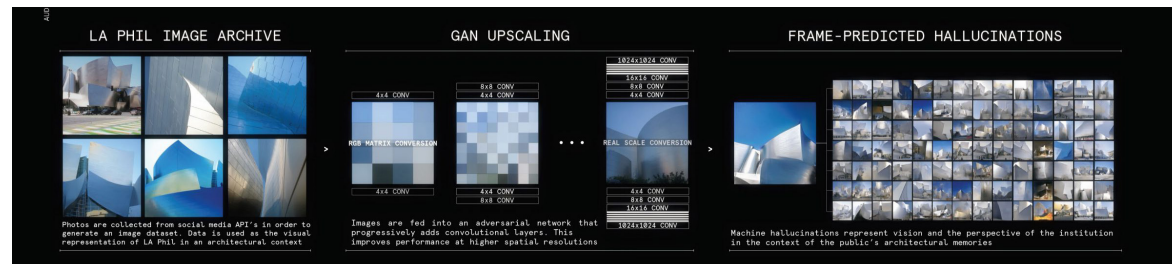 AUD
LA PHIL IMAGE ARCHIVE
Photos are collected from social media API's in order to
generate an image dataset. Data is used as the visual
representation of LA Phil in an architectural context
>
GAN UPSCALING
4x4 CONV
RGB MATRIX CONVERSION
4x4 CONV
8x8 CONV
4x4 CONV
4x4 CONV
8x8 CONV
...
1024x1024 CONV
16x16 CONV
8x8 CONV
4x4 CONV
REAL SCALE CONVERSION
4x4 CONV
8x8 CONV
16x16 CONV
1024x1024 CONV
Images are fed into an adversarial network that
progressively adds convolutional layers. This
improves performance at higher spatial resolutions
>
FRAME-PREDICTED HALLUCINATIONS
Machine hallucinations represent vision and the perspective of the institution
in the context of the public's architectural memories